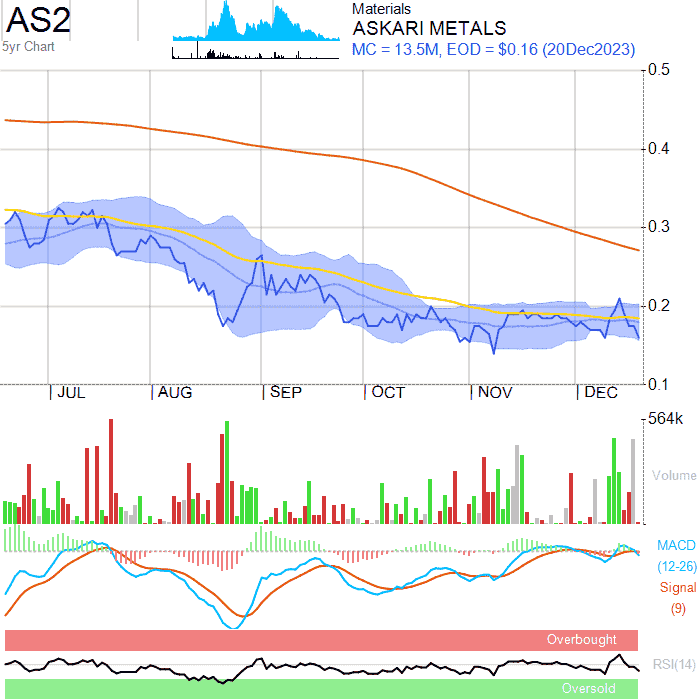 AS2
5yr Chart
Materials
ASKARI METALS
MC = 13.5M, EOD = $0.16 (20Dec2023)
0.5
0.4
0.3
0.2
0.1
JUL AUG SEP OCT NOV DEC
564k
Volume
MACD
(12-26)
Signal
(9)
Overbought
RSI(14)
Oversold